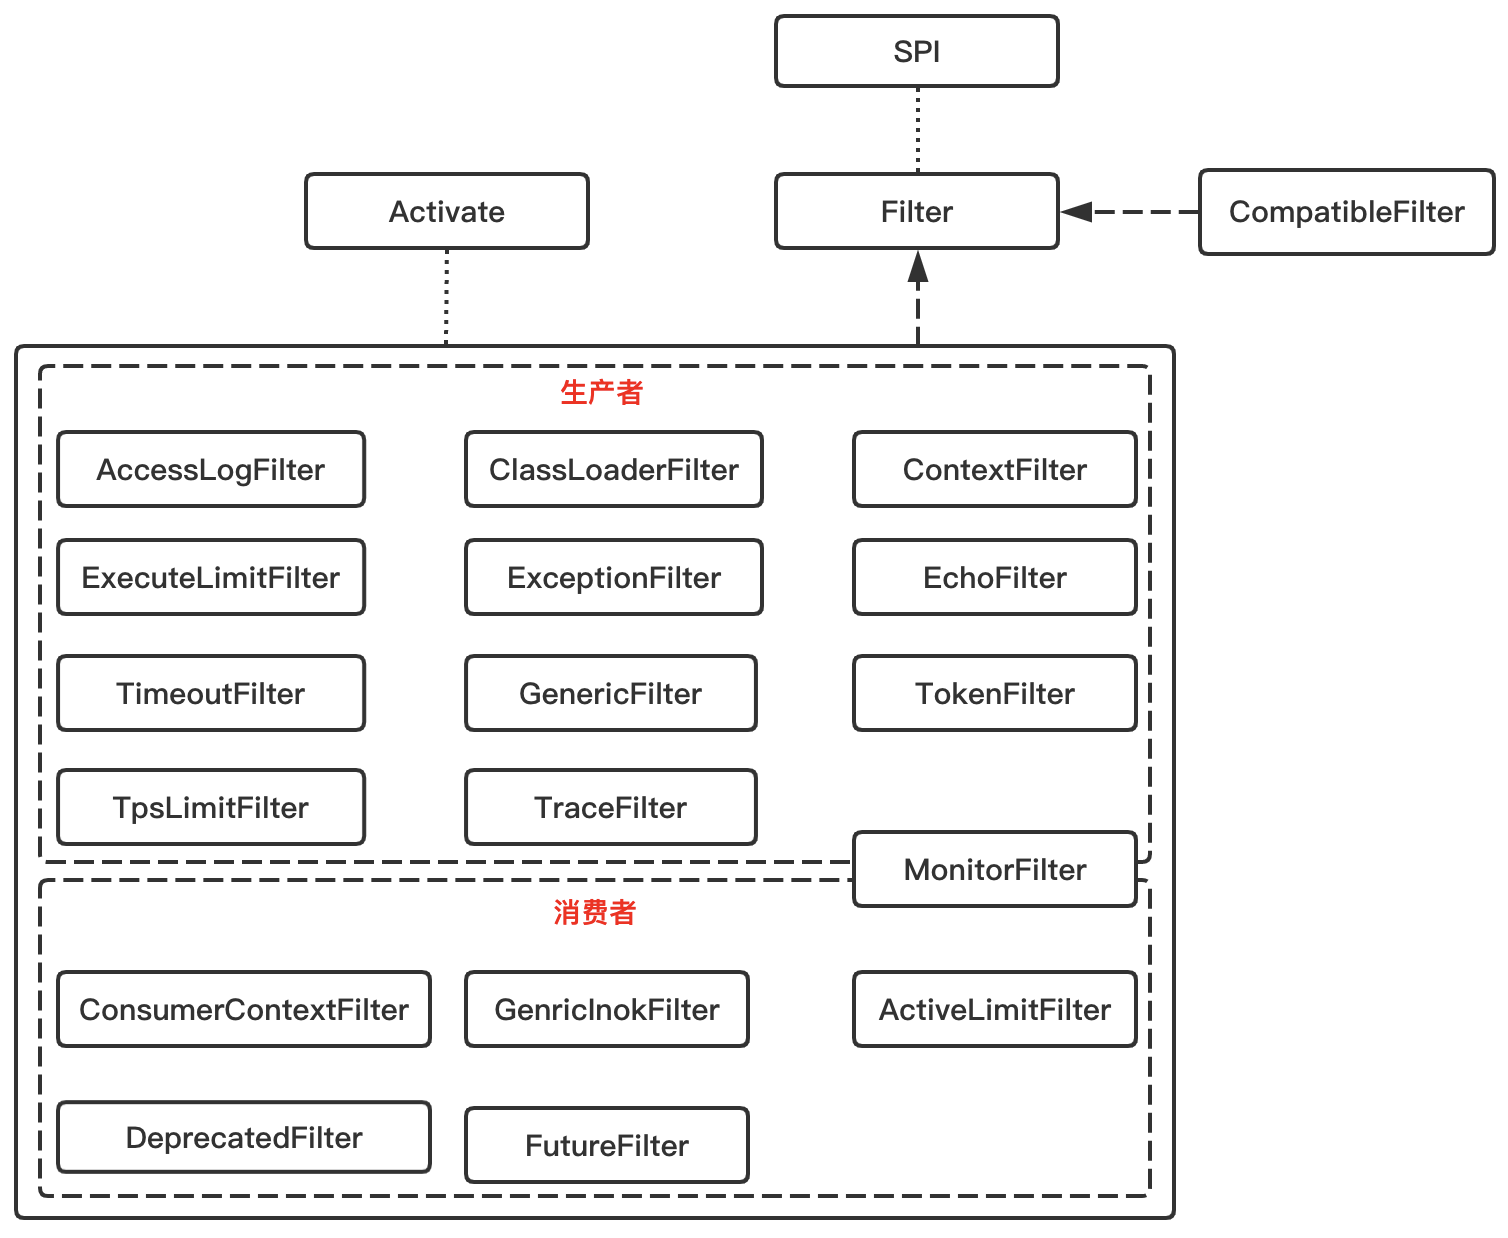 SPI
Activate
Filter
CompatibleFilter
生产者
AccessLogFilter
ClassLoaderFilter
ContextFilter
ExecuteLimitFilter
ExceptionFilter
EchoFilter
TimeoutFilter
GenericFilter
TokenFilter
TpsLimitFilter
TraceFilter
MonitorFilter
消费者
ConsumerContextFilter
GenricInokFilter
ActiveLimitFilter
DeprecatedFilter
FutureFilter